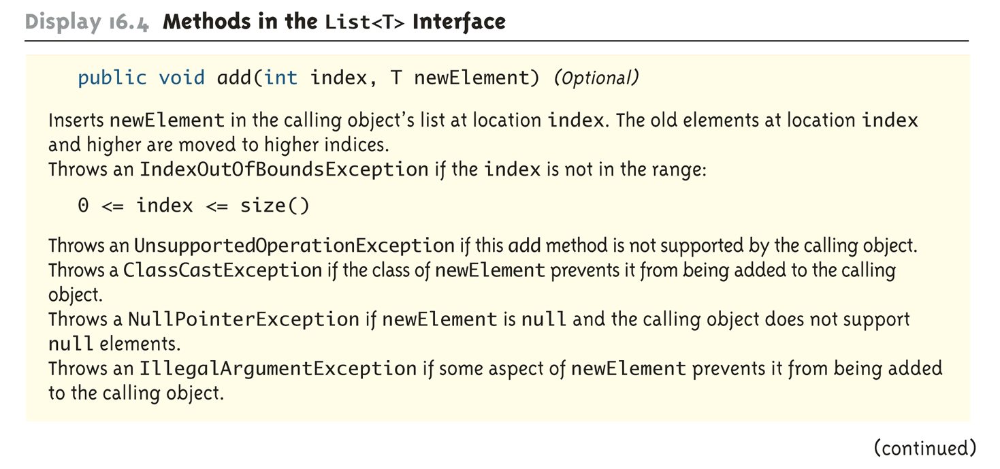 Display 16.4 Methods in the List<T> Interface
public void add(int index, T newElement) (Optional)
Inserts newElement in the calling object’s list at location index. The old elements at location index
and higher are moved to higher indices.
Throws an IndexOutOfBoundsException if the index is not in the range:
0 <= index <= size()
Throws an UnsupportedOperationException if this add method is not supported by the calling object.
Throws a ClassCastException if the class of newElement prevents it from being added to the calling
object.
Throws a NullPointerException if newElement is null and the calling object does not support
null elements.
Throws an IllegalArgumentException if some aspect of newElement prevents it from being added
to the calling object.
(continued)